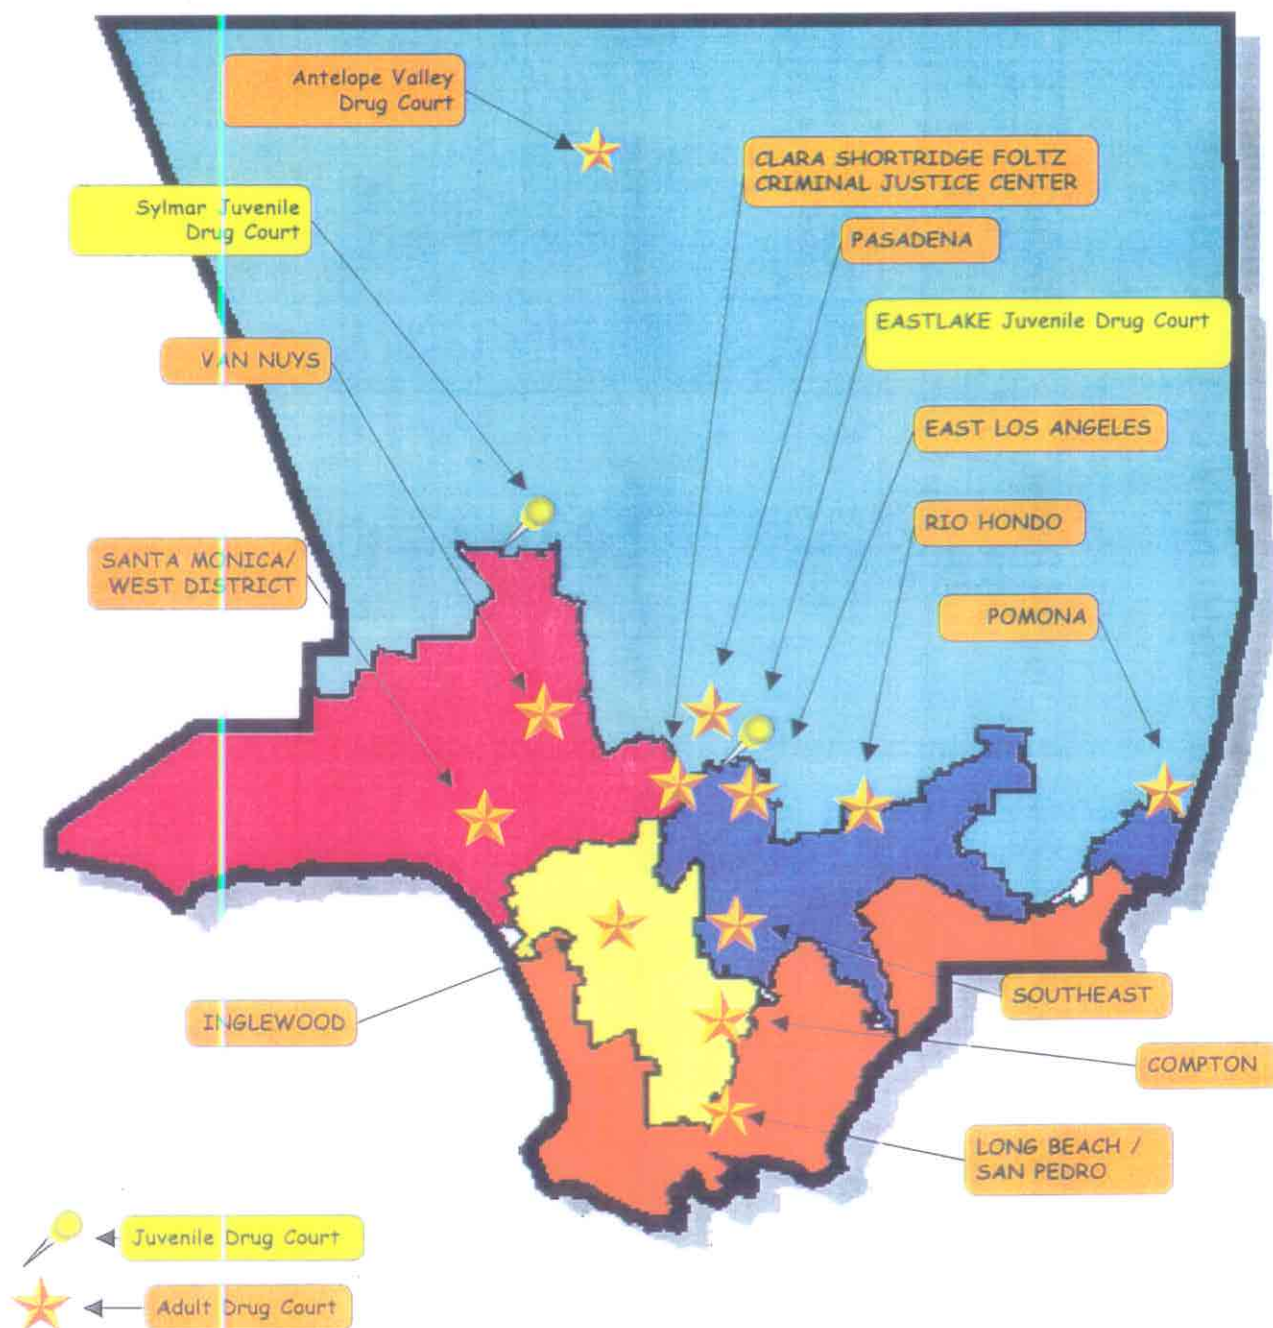 Antelope Valley
Drug Court
CLARA SHORTRIDGE FOLTZ
CRIMINAL JUSTICE CENTER
Sylmar Juvenile
Drug Court
PASADENA
EASTLAKE Juvenile Drug Court
VAN NUYS
EAST LOS ANGELES
RIO HONDO
SANTA MONICA/
WEST DISTRICT
POMONA
SOUTHEAST
INGLEWOOD
COMPTON
LONG BEACH /
SAN PEDRO
Juvenile Drug Court
Adult Drug Court